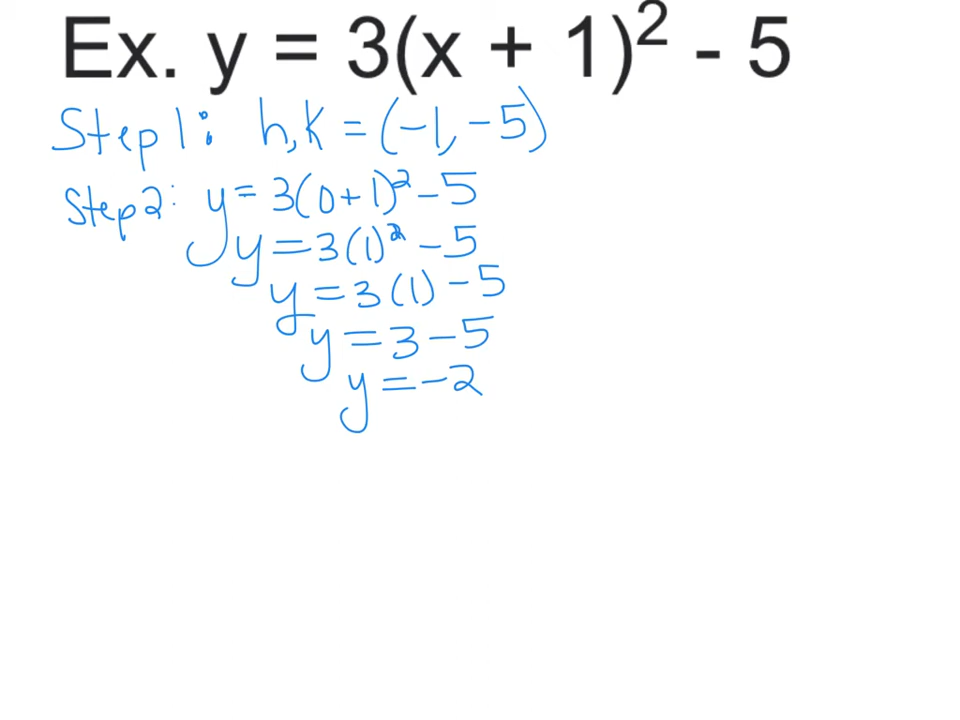 Ex. y = 3(x + 1)² - 5
Step 1: h,k = (-1, -5)
Step 2: y = 3(0 + 1)² - 5
y = 3(1)² - 5
y = 3(1) - 5
y = 3 - 5
y = -2